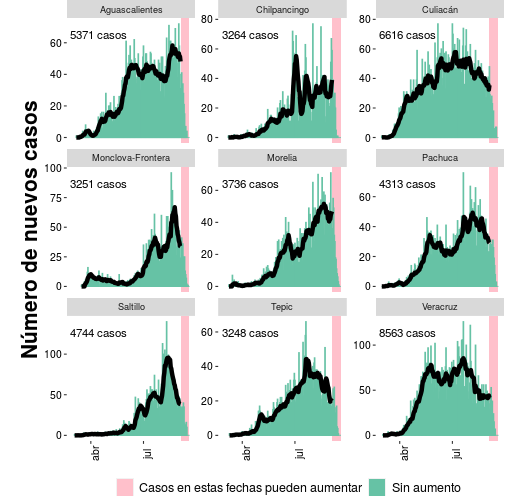 Número de nuevos casos
Aguascalientes
5371 casos
60
40
20
0
Chilpancingo
3264 casos
80
60
40
20
0
Culiacán
6616 casos
80
60
40
20
0
Monclova-Frontera
3251 casos
100
75
50
25
0
Morelia
3736 casos
60
40
20
0
Pachuca
4313 casos
60
40
20
0
Saltillo
4744 casos
100
50
0
Tepic
3248 casos
60
40
20
0
Veracruz
8563 casos
100
50
0
abr jul abr jul abr jul
Casos en estas fechas pueden aumentar Sin aumento